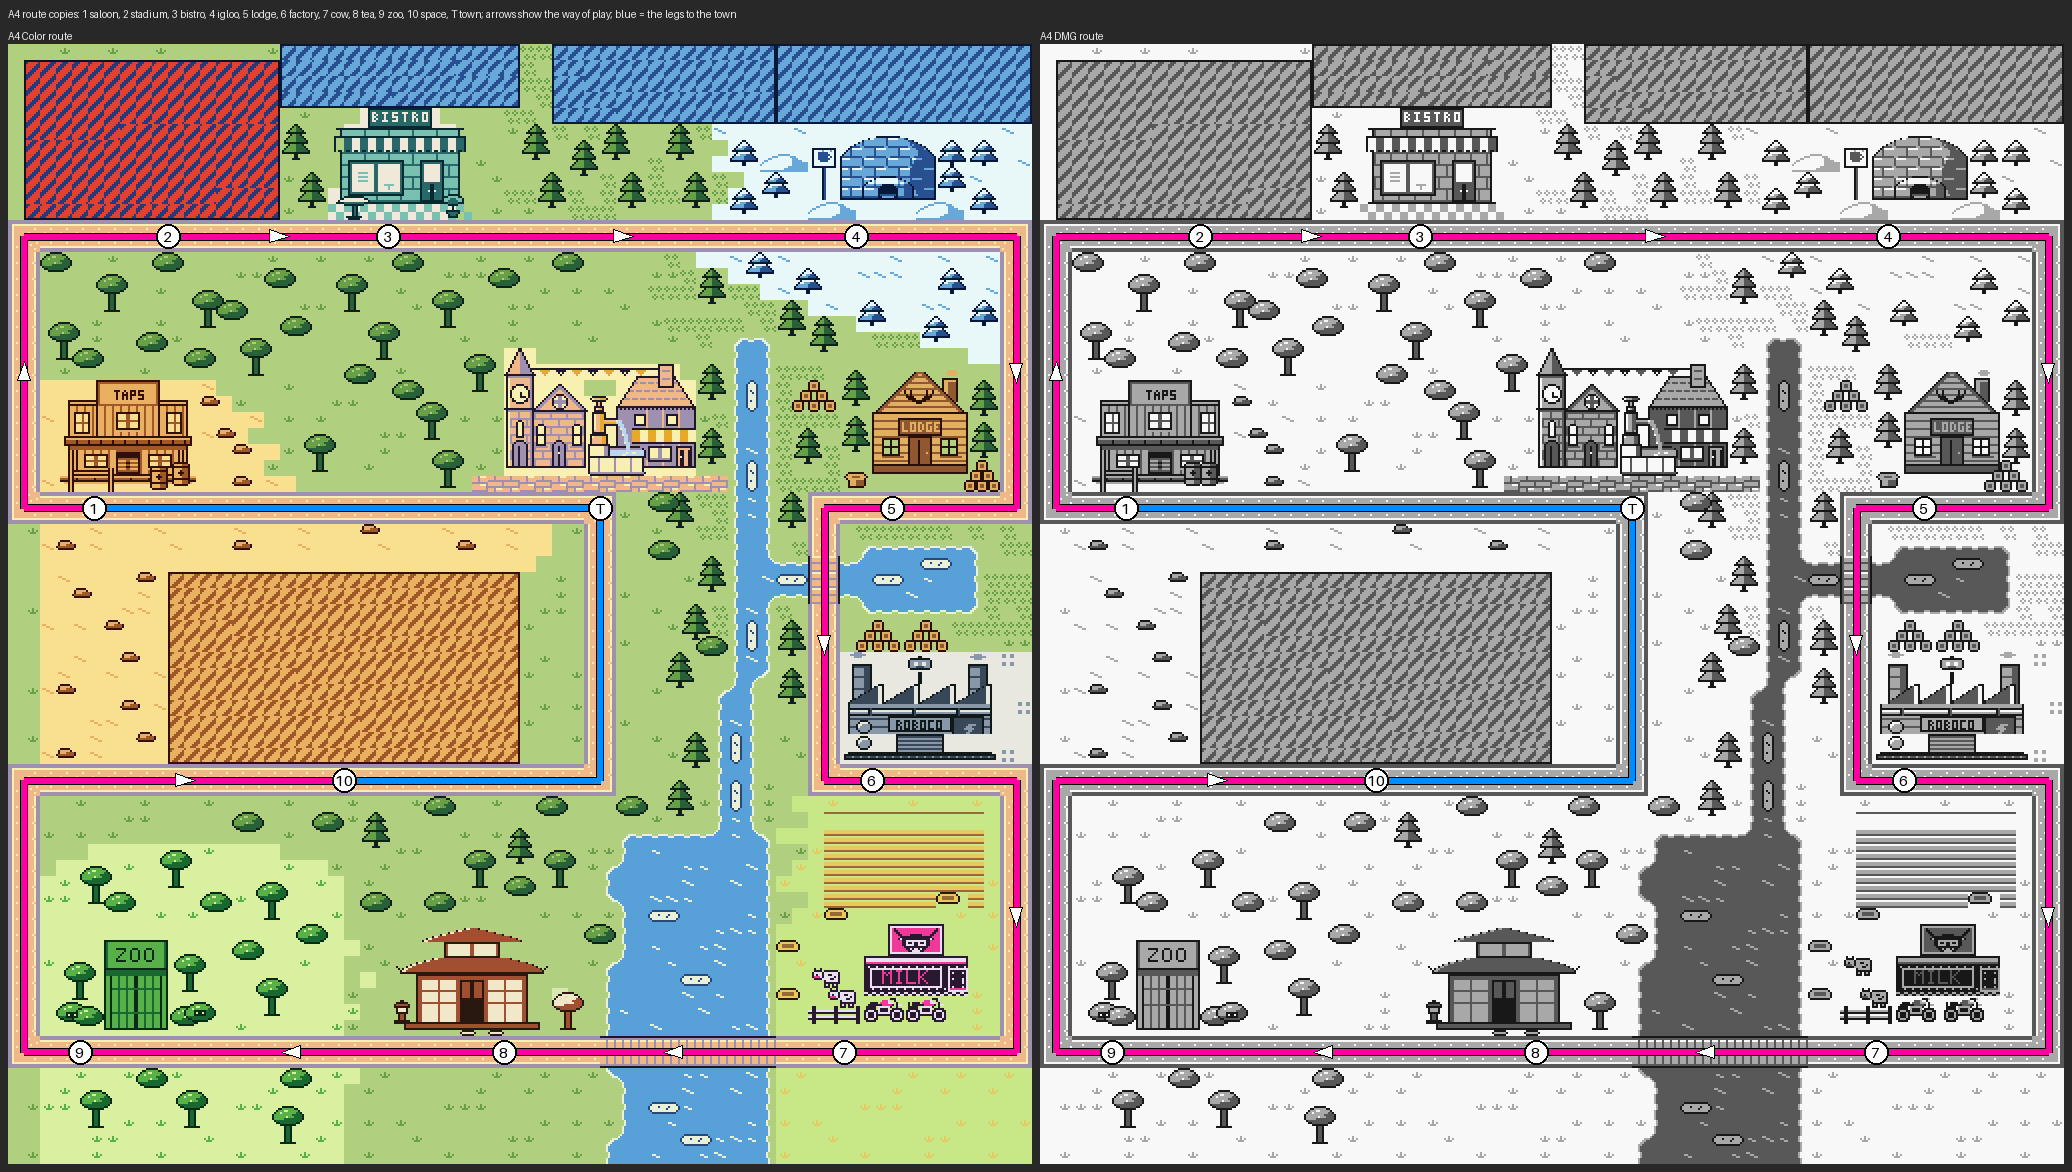 A4 route copies: 1 saloon, 2 stadium, 3 bistro, 4 igloo, 5 lodge, 6 factory, 7 cow, 8 tea, 9 zoo, 10 space, T town; arrows show the way of play; blue = the legs to the town
A4 Color route
BISTRO
2
3
4
TAPS
LODGE
1
T
5
ROBOCO
10
6
ZOO
MILK
9
8
7
A4 DMG route
BISTRO
2
3
4
TAPS
LODGE
1
T
5
ROBOCO
10
6
ZOO
MILK
9
8
7